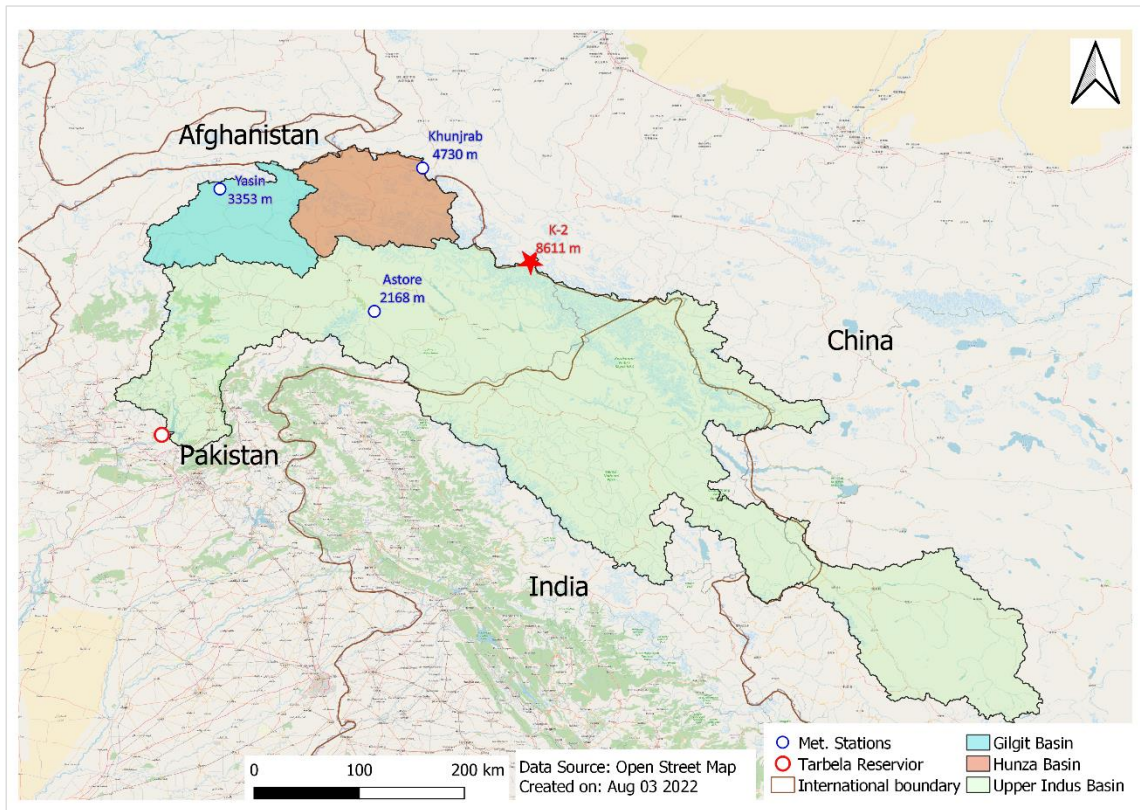 Afghanistan
Khunjrab
4730 m
Yasin
3353 m
K-2
8611 m
Astore
2168 m
China
Pakistan
India
0 100 200 km
Data Source: Open Street Map
Created on: Aug 03 2022
Met. Stations
Tarbela Reservior
International boundary
Gilgit Basin
Hunza Basin
Upper Indus Basin